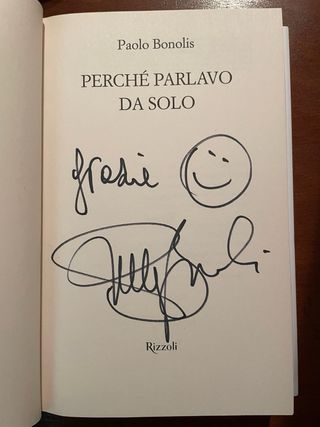 Paolo Bonolis
PERCHÉ PARLAVO
DA SOLO
grazie
Rizzoli